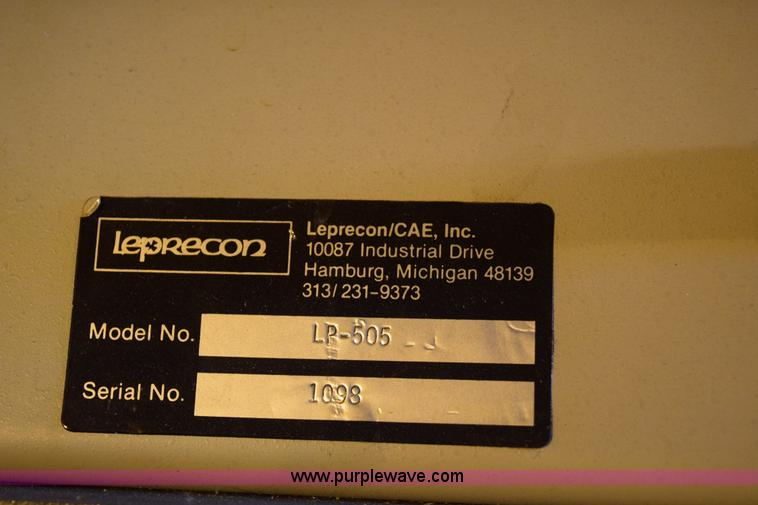 Leprecon
Leprecon/CAE, Inc.
10087 Industrial Drive
Hamburg, Michigan 48139
313/231-9373
Model No. LP-505
Serial No. 1098
www.purplewave.com